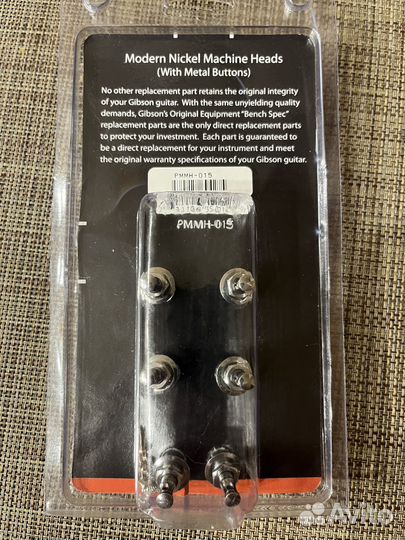 Modern Nickel Machine Heads
(With Metal Buttons)
No other replacement part retains the original integrity
of your Gibson guitar. With the same unyielding quality
demands, Gibson's Original Equipment "Bench Spec"
replacement parts are the only direct replacement parts
to protect your investment. Each part is guaranteed to
be a direct replacement for your instrument and meet
the original warranty specifications of your Gibson guitar.
PMMH-015
PMMH-015
Avito